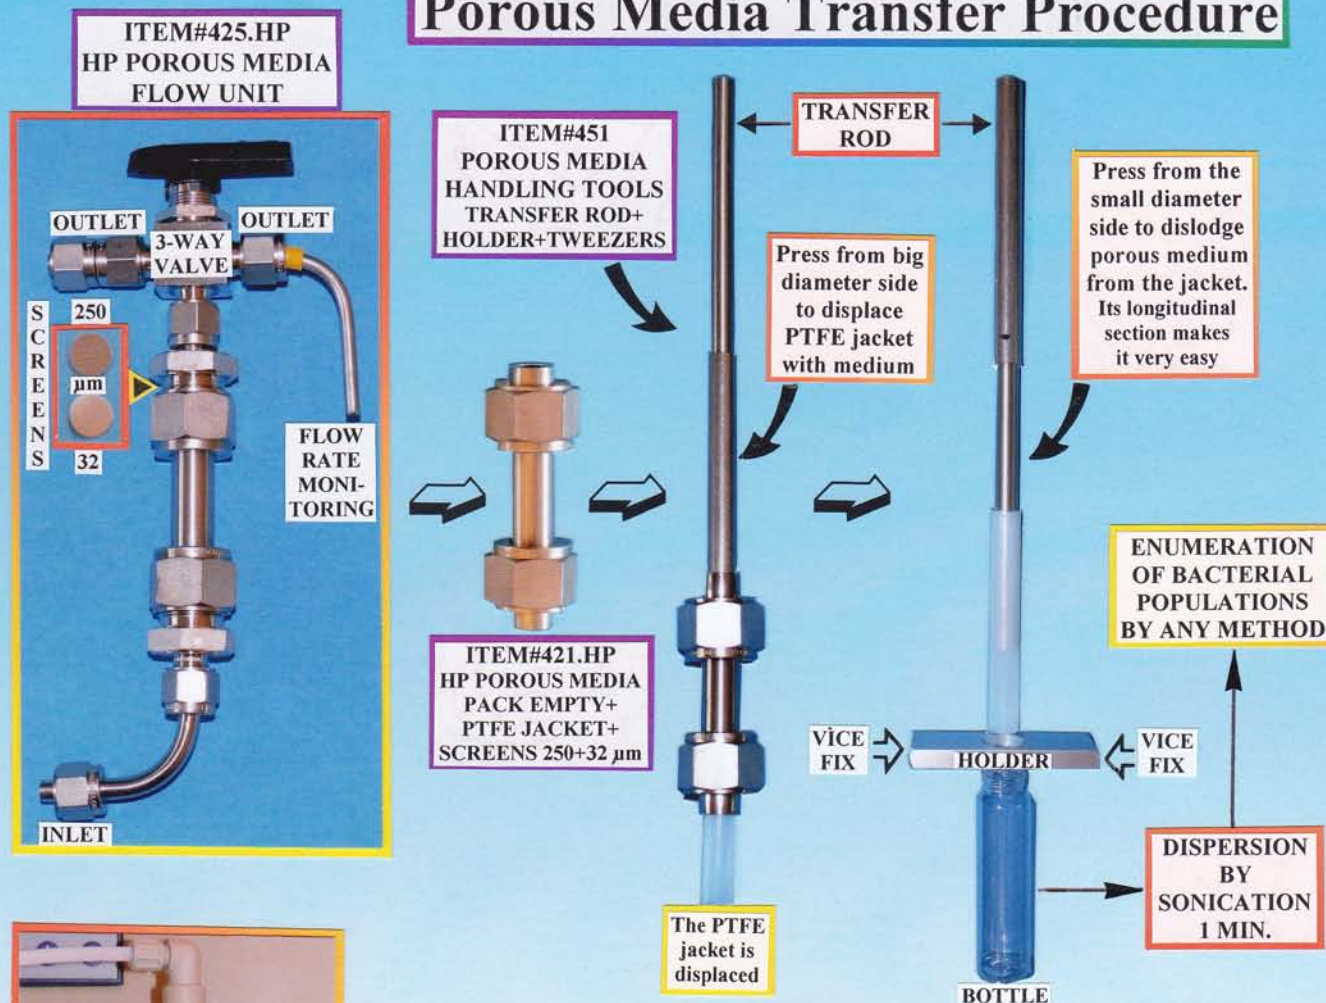 Porous Media Transfer Procedure
ITEM#425.HP
HP POROUS MEDIA
FLOW UNIT
OUTLET
OUTLET
3-WAY
VALVE
SCREENS
250
µm
32
FLOW
RATE
MONI-
TORING
INLET
ITEM#451
POROUS MEDIA
HANDLING TOOLS
TRANSFER ROD+
HOLDER+TWEEZERS
TRANSFER
ROD
Press from big
diameter side
to displace
PTFE jacket
with medium
Press from the
small diameter
side to dislodge
porous medium
from the jacket.
Its longitudinal
section makes
it very easy
ITEM#421.HP
HP POROUS MEDIA
PACK EMPTY+
PTFE JACKET+
SCREENS 250+32 µm
The PTFE
jacket is
displaced
VİCE
FIX
HOLDER
VICE
FIX
BOTTLE
ENUMERATION
OF BACTERIAL
POPULATIONS
BY ANY METHOD
DISPERSION
BY
SONICATION
1 MIN.